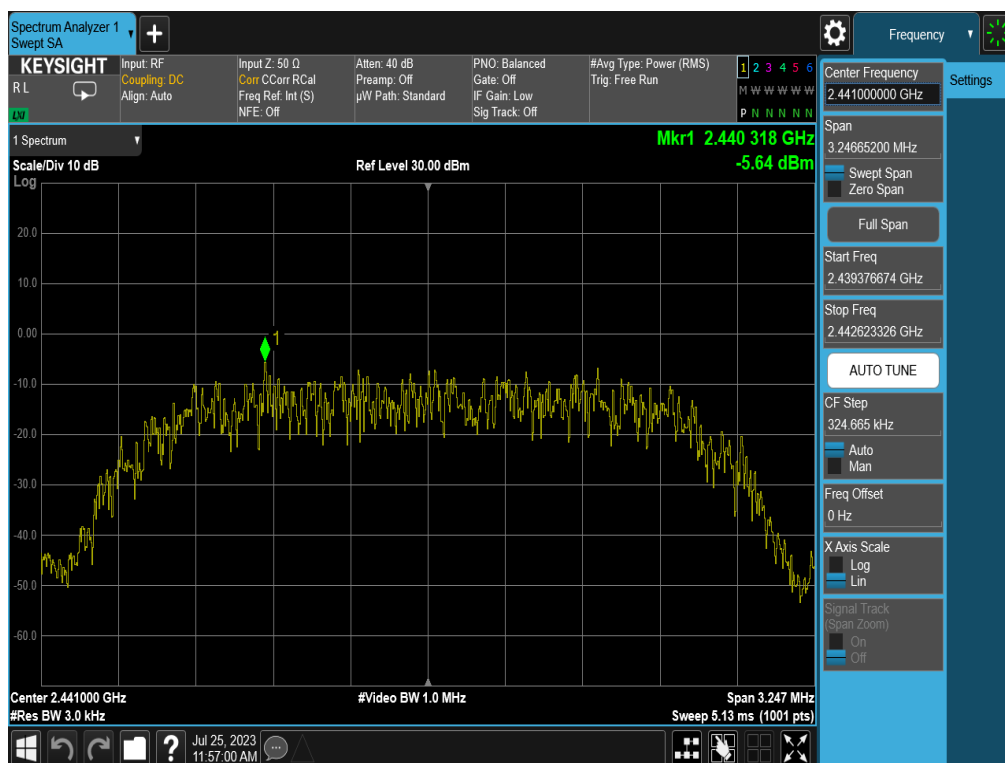 Spectrum Analyzer 1
Swept SA
+
Frequency
KEYSIGHT
R L
LXI
Input: RF
Coupling: DC
Align: Auto
Input Z: 50 Ω
Corr CCorr RCal
Freq Ref: Int (S)
NFE: Off
Atten: 40 dB
Preamp: Off
µW Path: Standard
PNO: Balanced
Gate: Off
IF Gain: Low
Sig Track: Off
#Avg Type: Power (RMS)
Trig: Free Run
1 2 3 4 5 6
M W W W W W
P N N N N N
Center Frequency
2.441000000 GHz
Settings
Span
3.24665200 MHz
Swept Span
Zero Span
Full Span
Start Freq
2.439376674 GHz
Stop Freq
2.442623326 GHz
AUTO TUNE
CF Step
324.665 kHz
Auto
Man
Freq Offset
0 Hz
X Axis Scale
Log
Lin
Signal Track
(Span Zoom)
On
Off
1 Spectrum
Scale/Div 10 dB
Ref Level 30.00 dBm
Mkr1 2.440 318 GHz
-5.64 dBm
Log
20.0
10.0
0.00
1
-10.0
-20.0
-30.0
-40.0
-50.0
-60.0
Center 2.441000 GHz
#Video BW 1.0 MHz
Span 3.247 MHz
#Res BW 3.0 kHz
Sweep 5.13 ms (1001 pts)
?
Jul 25, 2023
11:57:00 AM